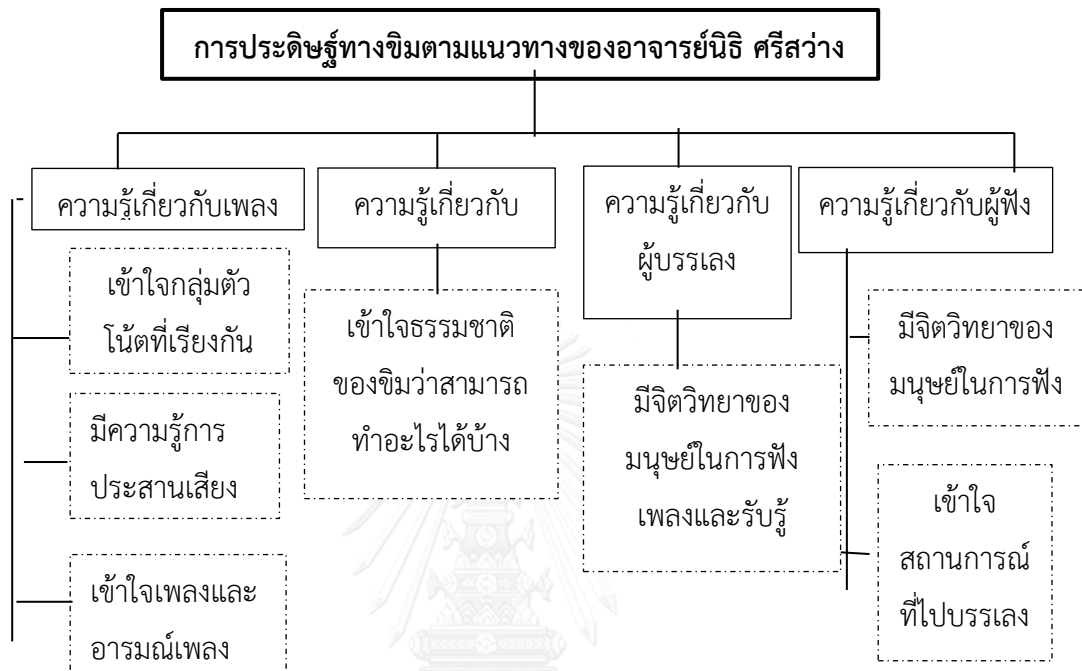 การประดิษฐ์ทางขิมตามแนวทางของอาจารย์นิธิ ศรีสว่าง
ความรู้เกี่ยวกับเพลง
เข้าใจกลุ่มตัว
โน้ตที่เรียงกัน
มีความรู้การ
ประสานเสียง
เข้าใจเพลงและ
อารมณ์เพลง
ความรู้เกี่ยวกับ
เข้าใจธรรมชาติ
ของขิมว่าสามารถ
ทำอะไรได้บ้าง
ความรู้เกี่ยวกับ
ผู้บรรเลง
มีจิตวิทยาของ
มนุษย์ในการฟัง
เพลงและรับรู้
ความรู้เกี่ยวกับผู้ฟัง
มีจิตวิทยาของ
มนุษย์ในการฟัง
เข้าใจ
สถานการณ์
ที่ไปบรรเลง